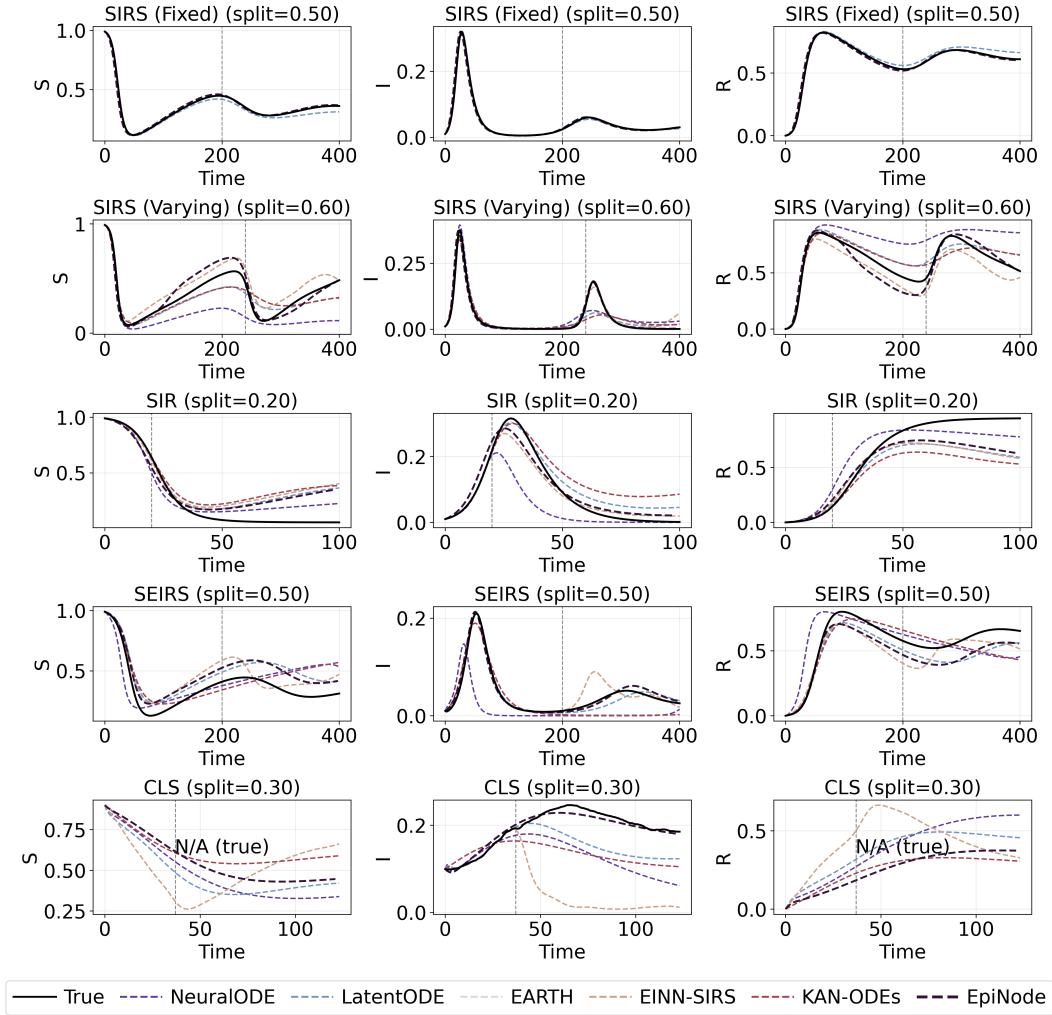 SIRS (Fixed) (split=0.50)
SIRS (Fixed) (split=0.50)
SIRS (Fixed) (split=0.50)
S
1.0
0.5
0
200
400
Time
I
0.2
0.0
0
200
400
Time
R
0.5
0.0
0
200
400
Time
SIRS (Varying) (split=0.60)
SIRS (Varying) (split=0.60)
SIRS (Varying) (split=0.60)
S
1
0
0
200
400
Time
I
0.25
0.00
0
200
400
Time
R
0.5
0.0
0
200
400
Time
SIR (split=0.20)
SIR (split=0.20)
SIR (split=0.20)
S
1.0
0.5
0
50
100
Time
I
0.2
0.0
0
50
100
Time
R
0.5
0.0
0
50
100
Time
SEIRS (split=0.50)
SEIRS (split=0.50)
SEIRS (split=0.50)
S
1.0
0.5
0
200
400
Time
I
0.2
0.0
0
200
400
Time
R
0.5
0.0
0
200
400
Time
CLS (split=0.30)
CLS (split=0.30)
CLS (split=0.30)
S
0.75
0.50
0.25
N/A (true)
0
50
100
Time
I
0.2
0.0
0
50
100
Time
R
0.5
0.0
N/A (true)
0
50
100
Time
True
NeuralODE
LatentODE
EARTH
EINN-SIRS
KAN-ODEs
EpiNode